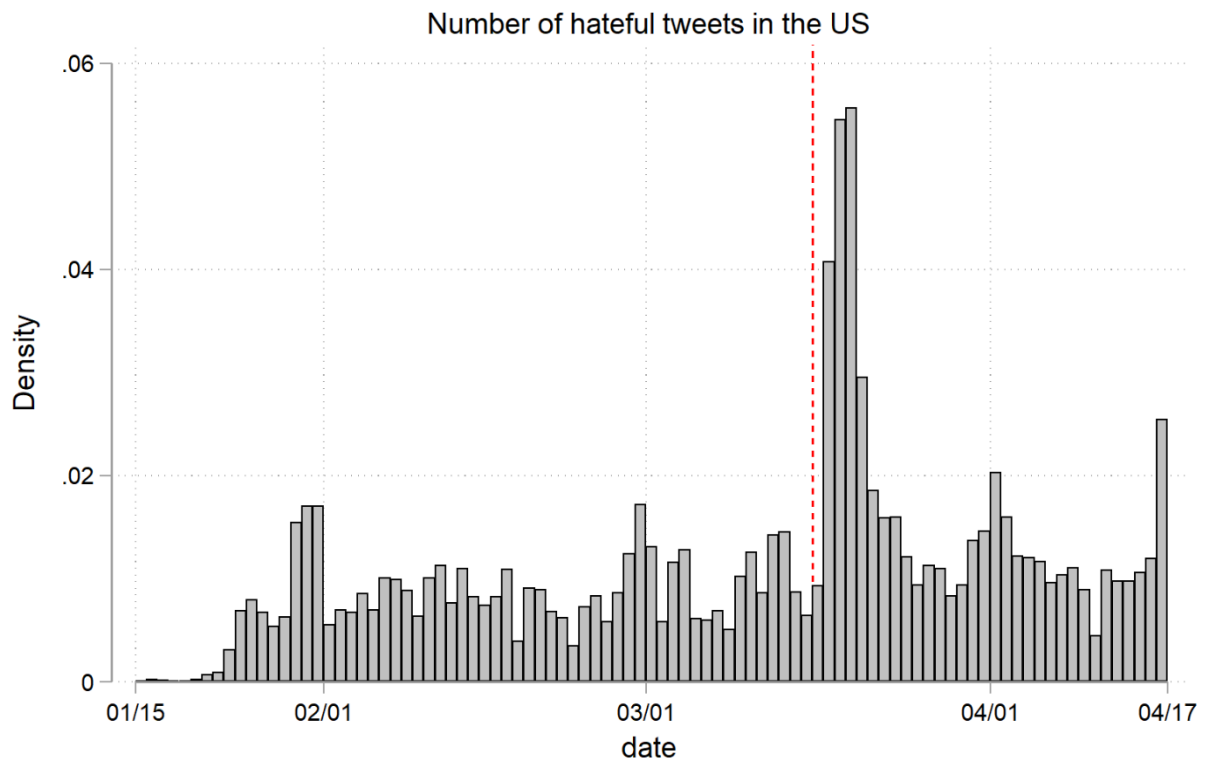 Number of hateful tweets in the US
.06
.04
.02
0
Density
01/15 02/01 03/01 04/01 04/17
date